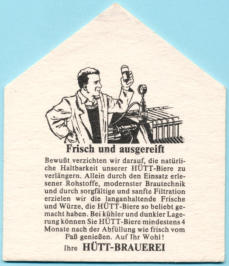 Frisch und ausgereift
Bewußt verzichten wir darauf, die natürli-
che Haltbarkeit unserer HÜTT-Biere zu
verlängern. Allein durch den Einsatz erle-
sener Rohstoffe, modernster Brautechnik
und durch sorgfältige und sanfte Filtration
erzielen wir die langanhaltende Frische
und Würze, die HÜTT-Biere so beliebt ge-
macht haben. Bei kühler und dunkler Lage-
rung können Sie HÜTT-Biere mindestens 4
Monate nach der Abfüllung wie frisch vom
Faß genießen. Auf Ihr Wohl!
Ihre HÜTT-BRAUEREI